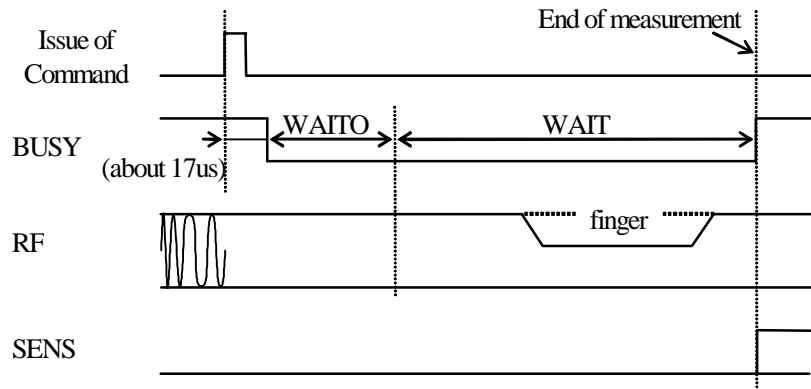 End of measurement
Issue of
Command
WAITO
WAIT
BUSY
(about 17us)
finger
RF
SENS